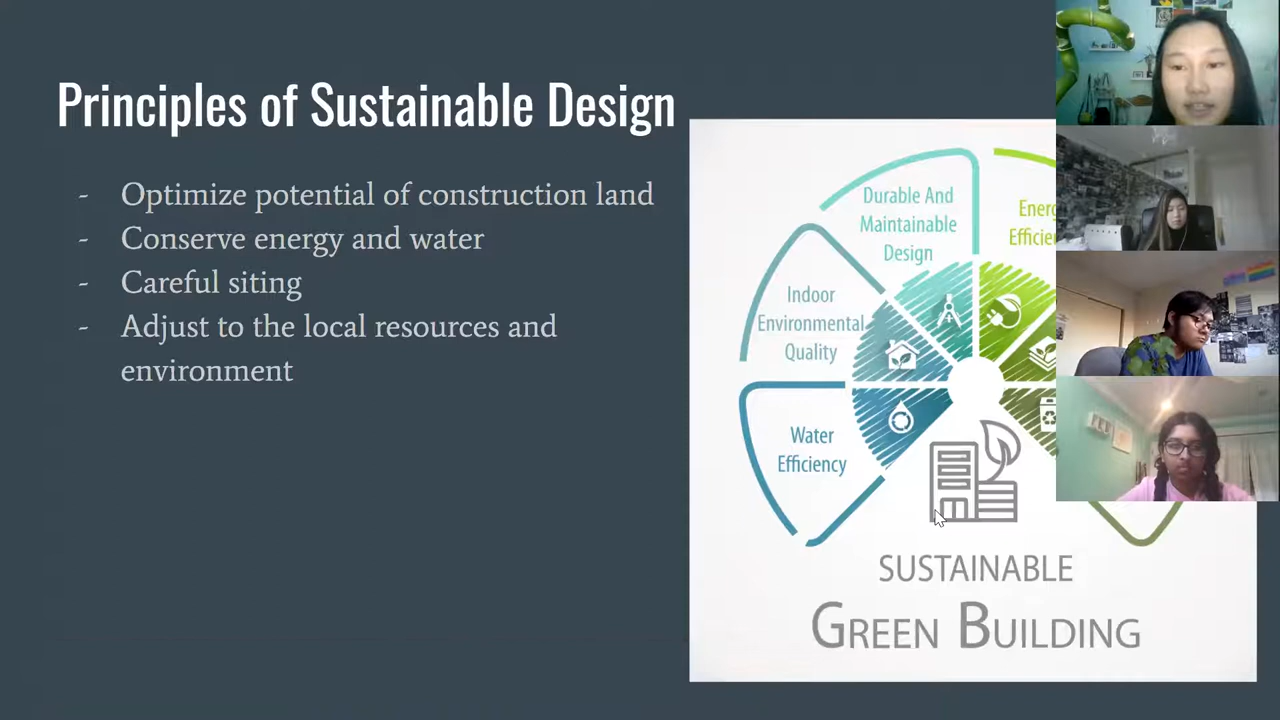 Principles of Sustainable Design
- Optimize potential of construction land
- Conserve energy and water
- Careful siting
- Adjust to the local resources and
environment
Durable And
Maintainable
Design
Indoor
Environmental
Quality
Water
Efficiency
SUSTAINABLE
GREEN BUILDING